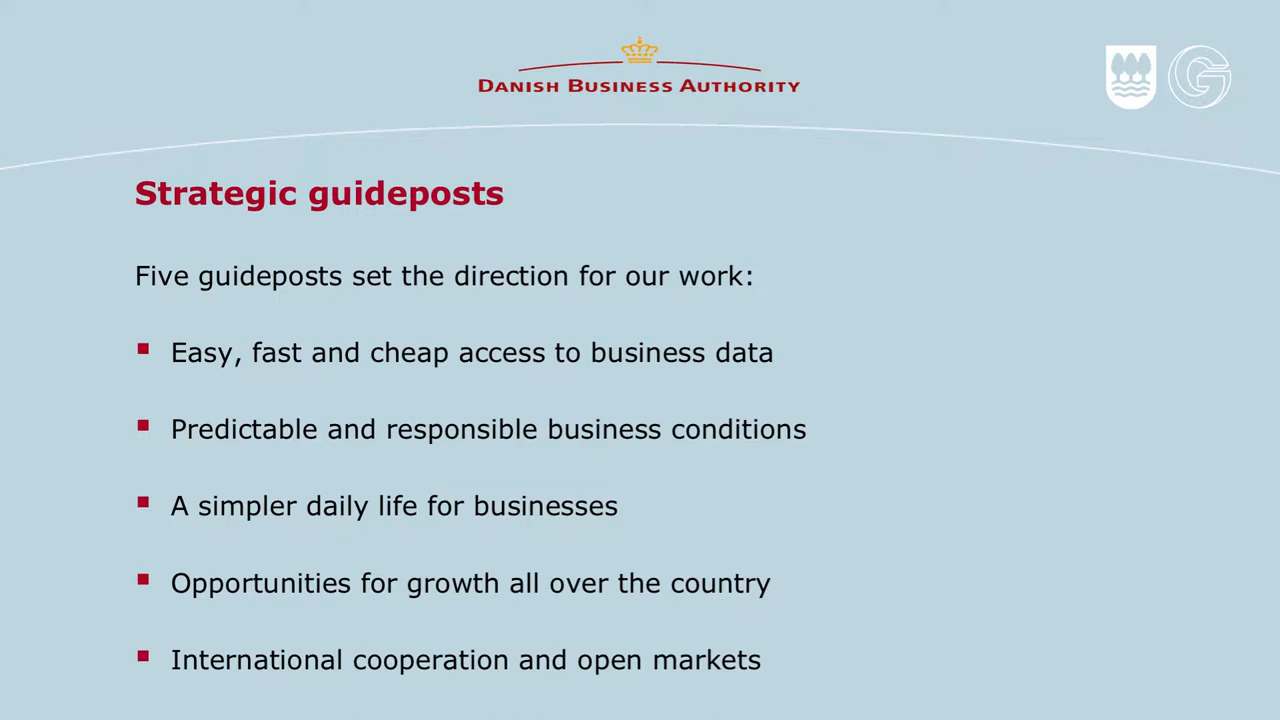 DANISH BUSINESS AUTHORITY
Strategic guideposts
Five guideposts set the direction for our work:
Easy, fast and cheap access to business data
Predictable and responsible business conditions
A simpler daily life for businesses
Opportunities for growth all over the country
International cooperation and open markets